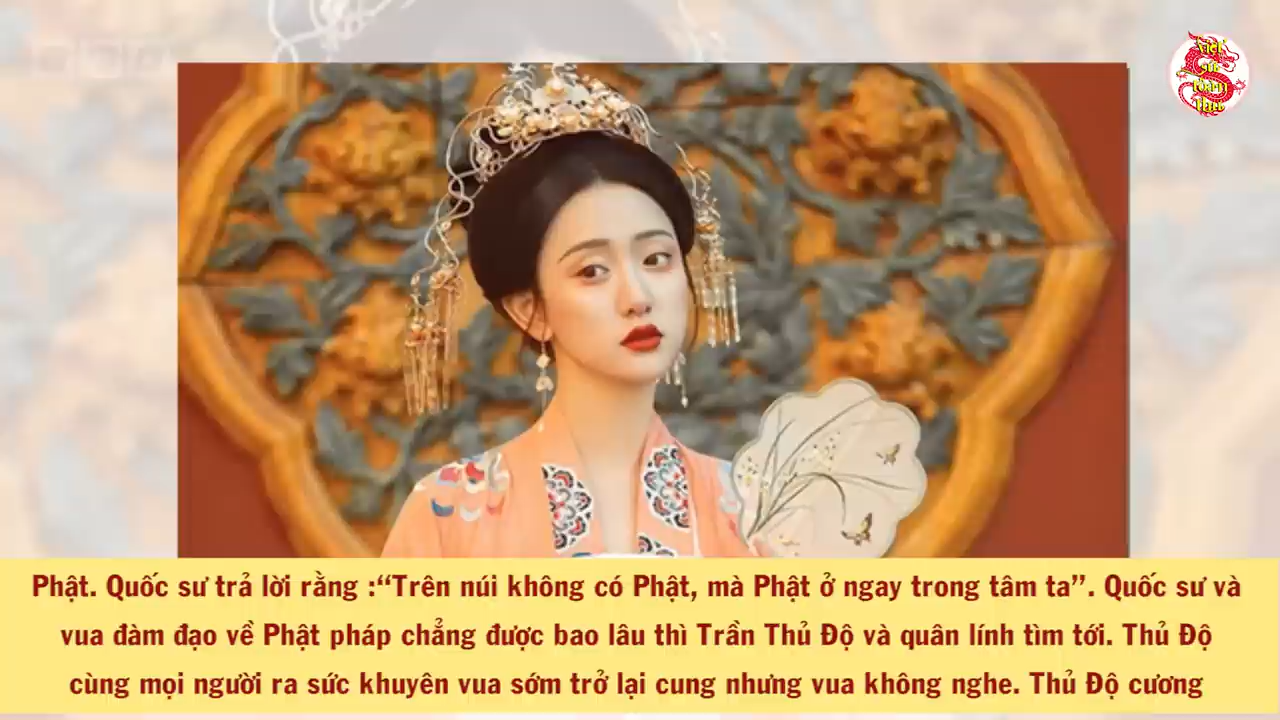 Phật. Quốc sư trả lời rằng :“Trên núi không có Phật, mà Phật ở ngay trong tâm ta”. Quốc sư và
vua đàm đạo về Phật pháp chẳng được bao lâu thì Trần Thủ Độ và quân lính tìm tới. Thủ Độ
cùng mọi người ra sức khuyên vua sớm trở lại cung nhưng vua không nghe. Thủ Độ cương